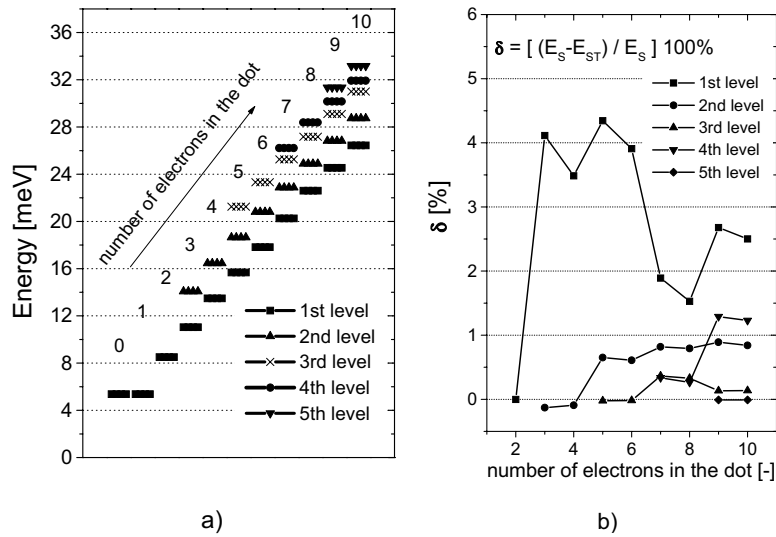 36
32
28
24
20
16
12
8
4
0
Energy [meV]
number of electrons in the dot
0
1
2
3
4
5
6
7
8
9
10
1st level
2nd level
3rd level
4th level
5th level
a)
6
5
4
3
2
1
0
δ [%]
δ = [ (E_S-E_ST) / E_S ] 100%
1st level
2nd level
3rd level
4th level
5th level
2 4 6 8 10
number of electrons in the dot [-]
b)